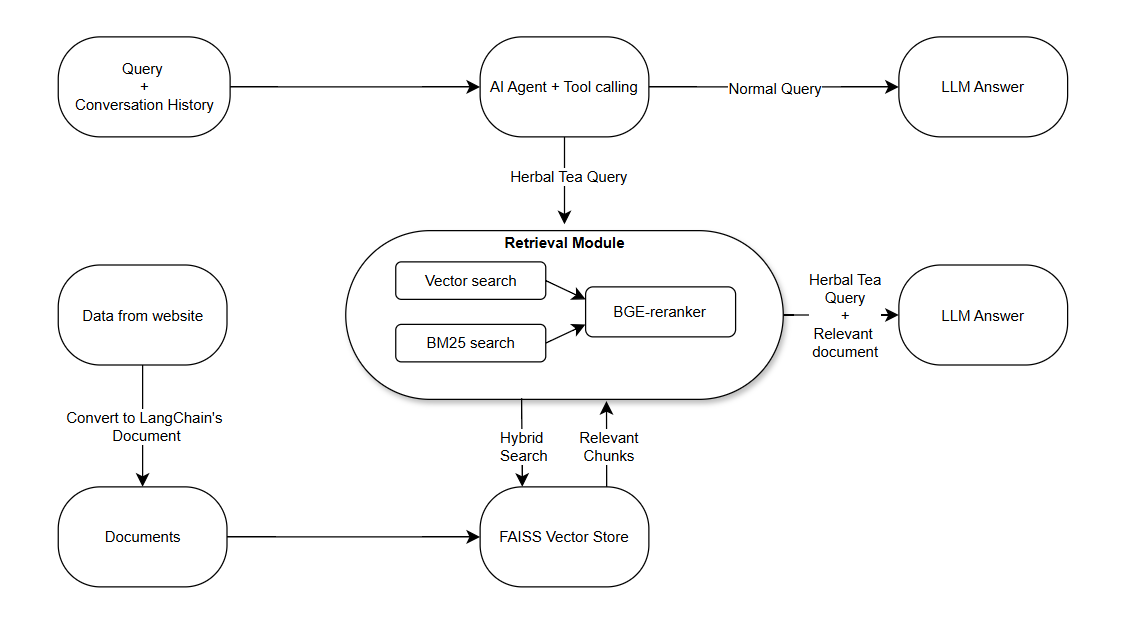 Query
+
Conversation History
AI Agent + Tool calling
Normal Query
LLM Answer
Herbal Tea Query
Retrieval Module
Vector search
BM25 search
BGE-reranker
Herbal Tea
Query
+
Relevant
document
LLM Answer
Data from website
Convert to LangChain's
Document
Hybrid
Search
Relevant
Chunks
Documents
FAISS Vector Store